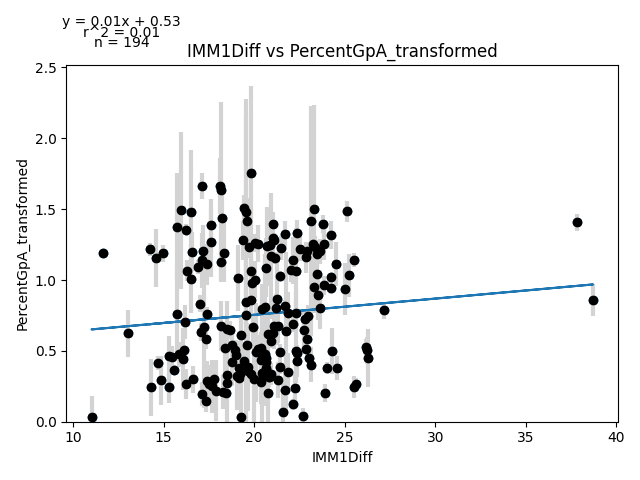 y = 0.01x + 0.53
r^2 = 0.01
n = 194
IMM1Diff vs PercentGpA_transformed
PercentGpA_transformed
2.5
2.0
1.5
1.0
0.5
0.0
10 15 20 25 30 35 40
IMM1Diff